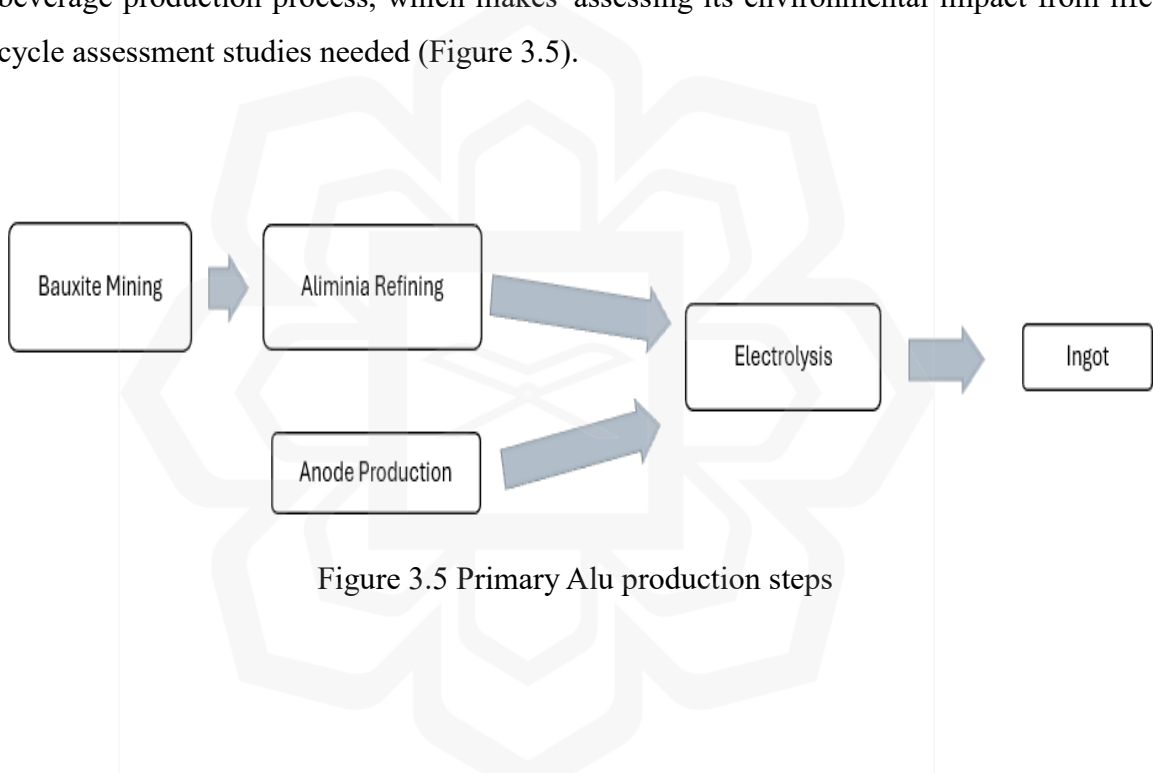 beverage production process, which makes assessing its environmental impact from life
cycle assessment studies needed (Figure 3.5).
Bauxite Mining
Aliminia Refining
Electrolysis
Ingot
Anode Production
Figure 3.5 Primary Alu production steps